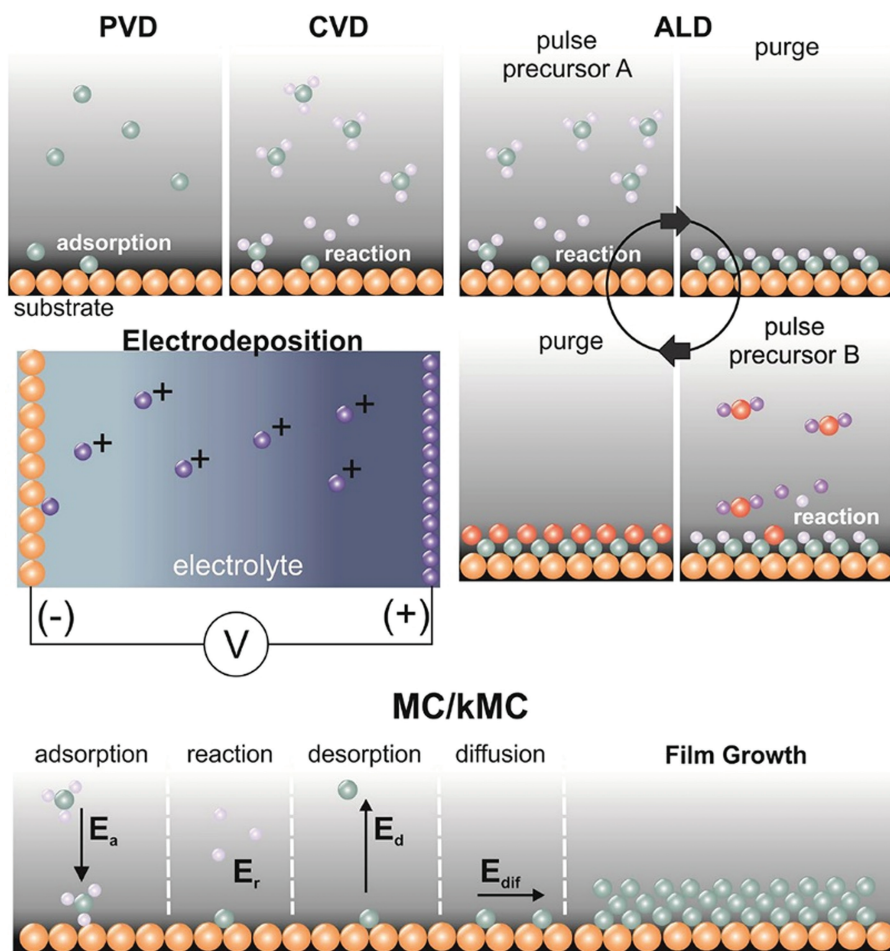 PVD
CVD
ALD
pulse
precursor A
purge
adsorption
reaction
reaction
substrate
Electrodeposition
+
+
+
+
+
+
electrolyte
(-)
(+)
V
purge
pulse
precursor B
reaction
MC/kMC
adsorption
reaction
desorption
diffusion
Film Growth
Ea
Er
Ed
Edif